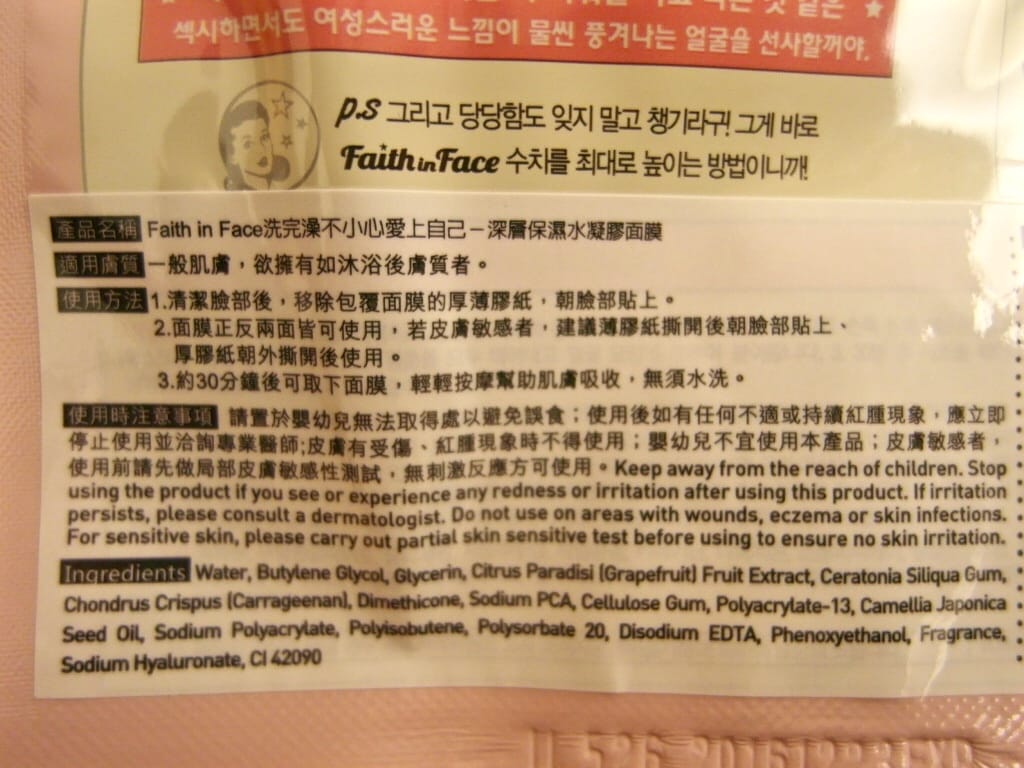 섹시하면서도 여성스러운 느낌이 물씬 풍겨나는 얼굴을 선사할꺼야.
p.s 그리고 당당함도 잊지 말고 챙기라구! 그게 바로
Faith in Face 수치를 최대로 높이는 방법이니까!
產品名稱 Faith in Face洗完澡不小心愛上自己－深層保濕水凝膠面膜
適用膚質 一般肌膚，欲擁有如沐浴後膚質者。
使用方法 1.清潔臉部後，移除包覆面膜的厚薄膠紙，朝臉部貼上。
2.面膜正反兩面皆可使用，若皮膚敏感者，建議薄膠紙撕開後朝臉部貼上、
厚膠紙朝外撕開後使用。
3.約30分鐘後可取下面膜，輕輕按摩幫助肌膚吸收，無須水洗。
使用時注意事項 請置於嬰幼兒無法取得處以避免誤食；使用後如有任何不適或持續紅腫現象，應立即
停止使用並洽詢專業醫師;皮膚有受傷、紅腫現象時不得使用；嬰幼兒不宜使用本產品；皮膚敏感者，
使用前請先做局部皮膚敏感性測試，無刺激反應方可使用。Keep away from the reach of children. Stop
using the product if you see or experience any redness or irritation after using this product. If irritation
persists, please consult a dermatologist. Do not use on areas with wounds, eczema or skin infections.
For sensitive skin, please carry out partial skin sensitive test before using to ensure no skin irritation.
Ingredients Water, Butylene Glycol, Glycerin, Citrus Paradisi (Grapefruit) Fruit Extract, Ceratonia Siliqua Gum,
Chondrus Crispus (Carrageenan), Dimethicone, Sodium PCA, Cellulose Gum, Polyacrylate-13, Camellia Japonica
Seed Oil, Sodium Polyacrylate, Polyisobutene, Polysorbate 20, Disodium EDTA, Phenoxyethanol, Fragrance,
Sodium Hyaluronate, CI 42090